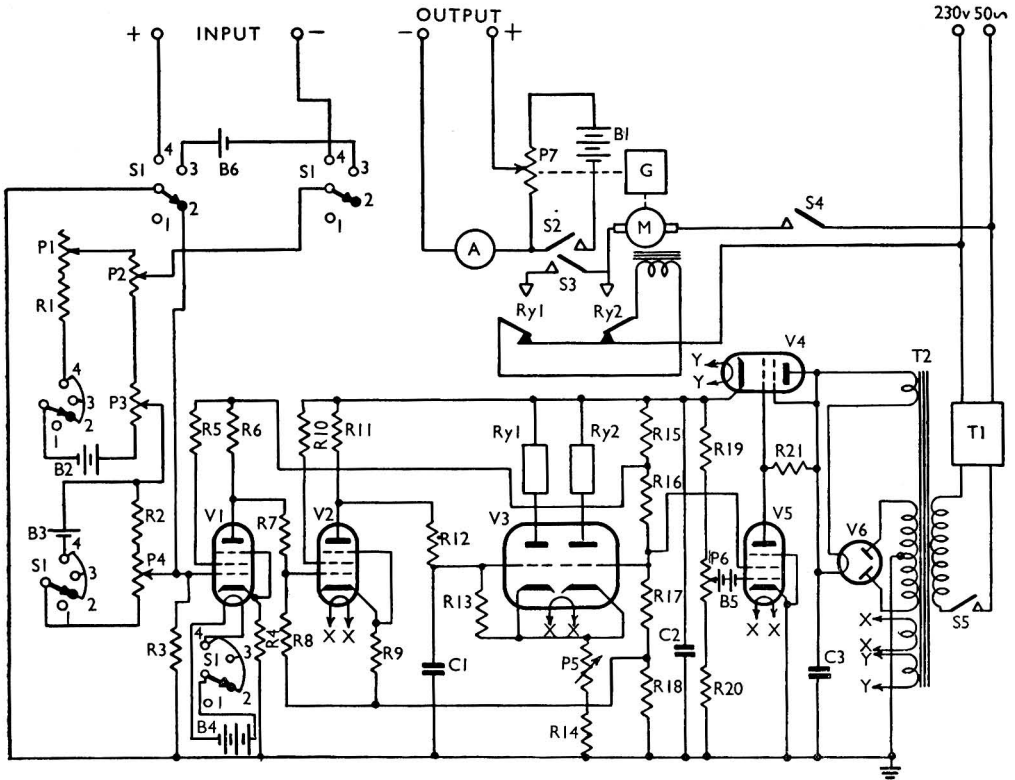 OUTPUT
230v 50~
+ INPUT -
- +
4 3 B6 4 3
S1 2 S1 2
1 1
P7 B1
G
S4
P1 P2
S2 M
A
S3
R1
Ry1 Ry2
V4
Y
Y
T2
4 3 2 1
P3
B2
R5 R6 R10 R11
Ry1 Ry2
R15 R19
T1
R16 R21
B3
R2
V1 R7 V2
R12 V3
V5 V6
S1 4 3 2 1
P4
P6
B5
R13
R17
X X
X X
X X
S5
R3 R4 R8 R9
X
X
Y
Y
4 S1 3 2 1
C1
P5
C2
C3
R18 R20
B4
R14